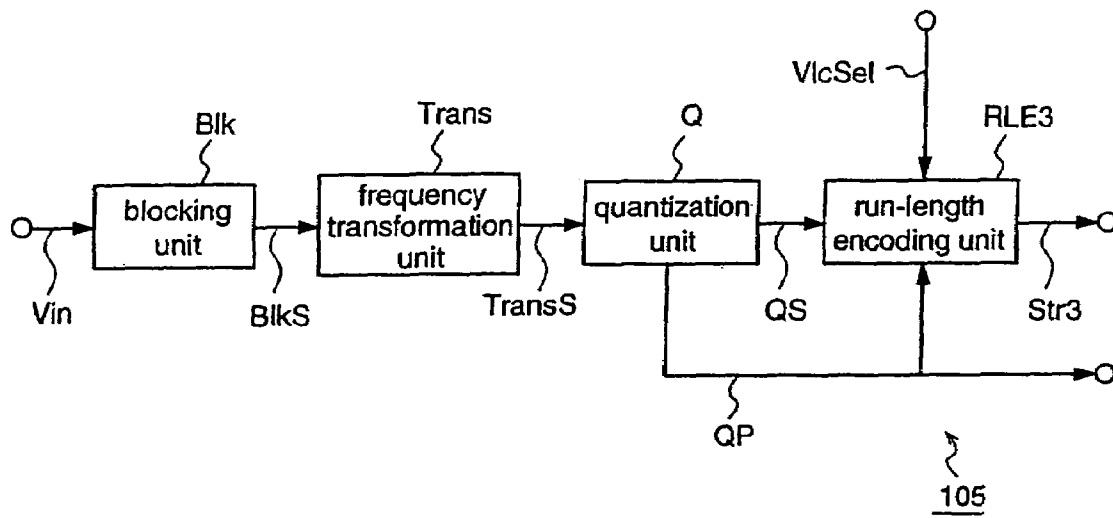 VlcSel
Blk
Trans
Q
RLE3
blocking
unit
frequency
transformation
unit
quantization
unit
run-length
encoding unit
Vin
BlkS
TransS
QS
Str3
QP
105